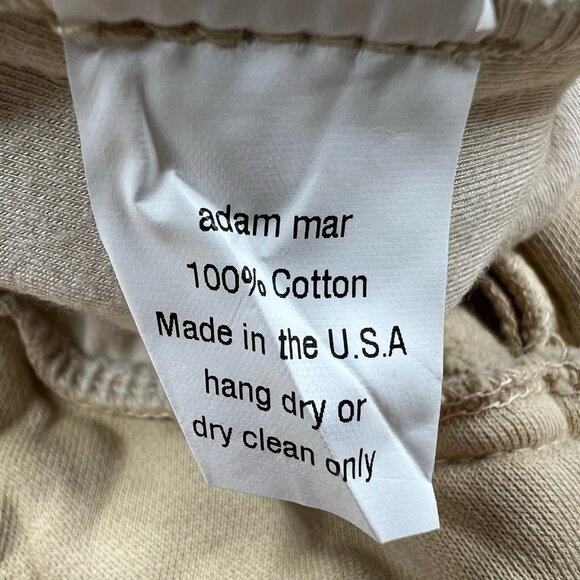 adam mar
100% Cotton
Made in the U.S.A
hang dry or
dry clean only